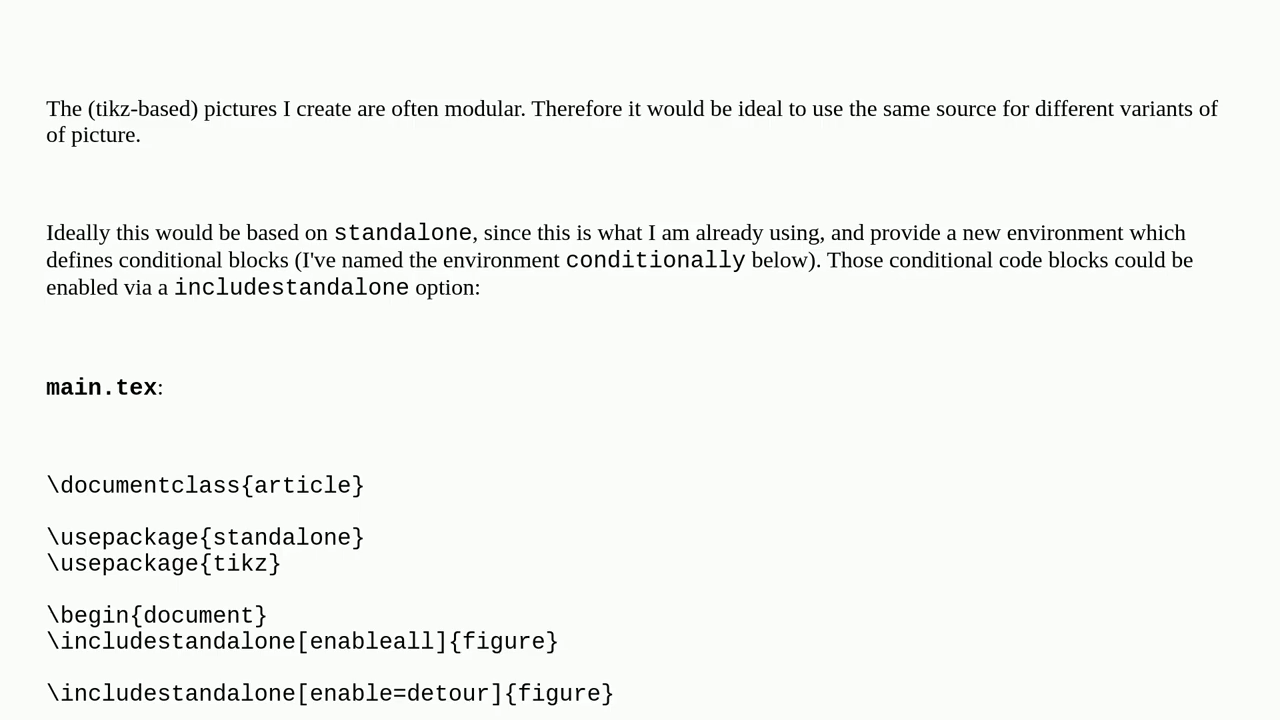 The (tikz-based) pictures I create are often modular. Therefore it would be ideal to use the same source for different variants of
of picture.
Ideally this would be based on standalone, since this is what I am already using, and provide a new environment which
defines conditional blocks (I've named the environment conditionally below). Those conditional code blocks could be
enabled via a includestandalone option:
main.tex:
\documentclass{article}
\usepackage{standalone}
\usepackage{tikz}
\begin{document}
\includestandalone[enableall]{figure}
\includestandalone[enable=detour]{figure}